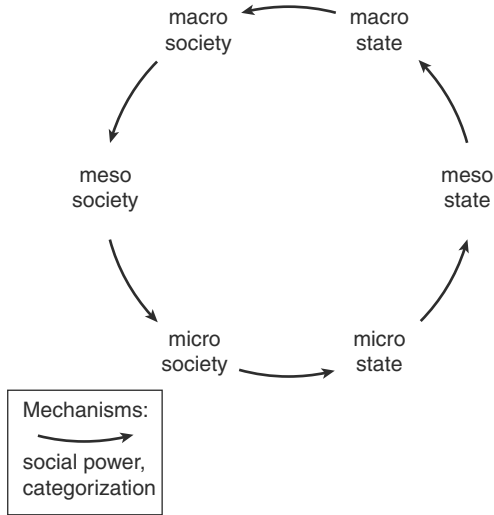 macro
society
macro
state
meso
society
meso
state
micro
society
micro
state
Mechanisms:
social power,
categorization